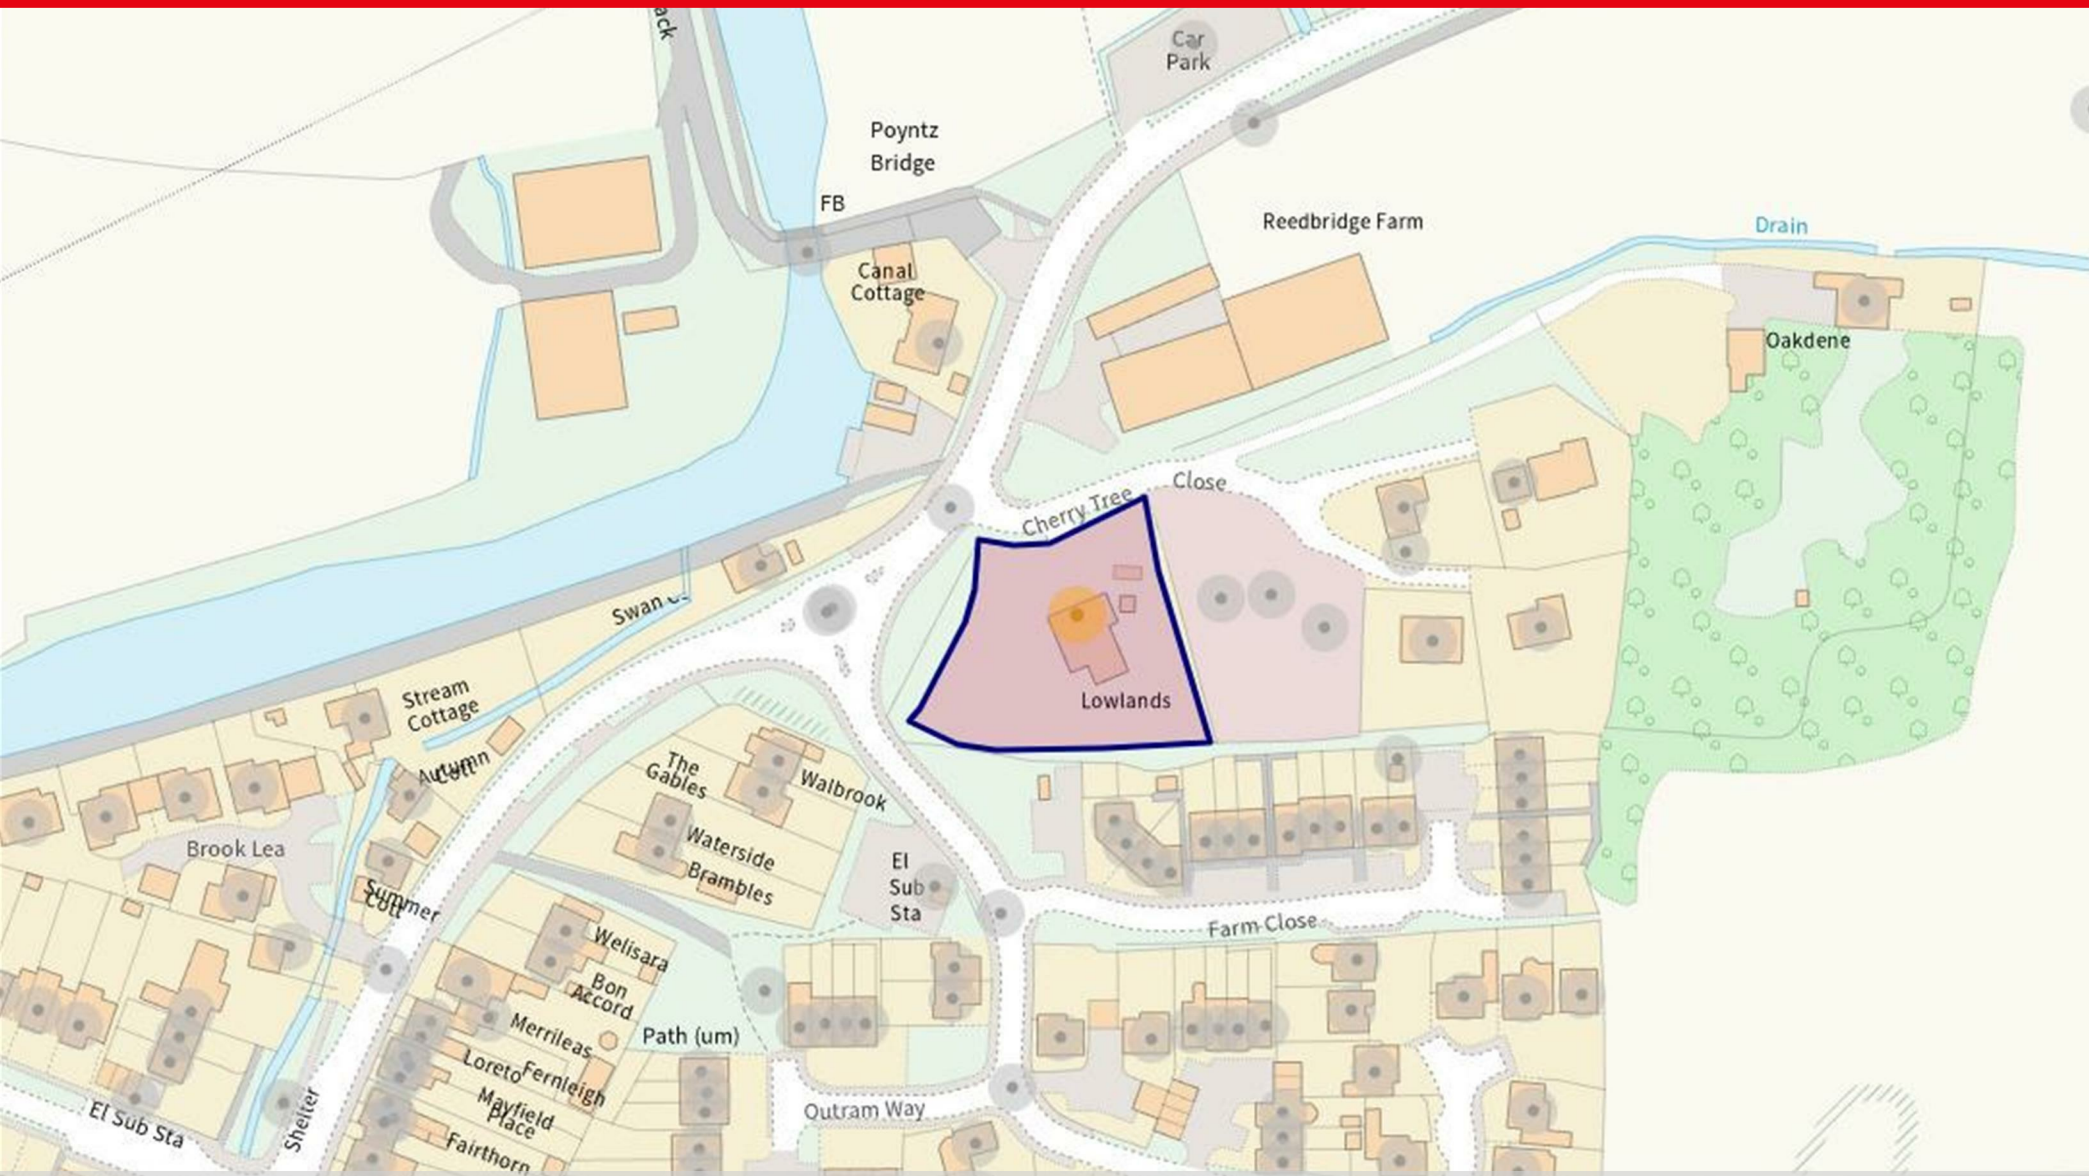 ack
Car
Park
Poyntz
Bridge
FB
Reedbridge Farm
Drain
Canal
Cottage
Oakdene
Close
Cherry Tree
Swan
Stream
Cottage
Lowlands
Autumn
Cott
The
Gables
Walbrook
Brook Lea
Waterside
Brambles
El
Sub
Sta
Summer
Cott
Farm Close
Welisara
Bon
Accord
Merrileas
Path (um)
Loreto
Fernleigh
Mayfield
Place
Outram Way
El Sub Sta
Shelter
Fairthorn